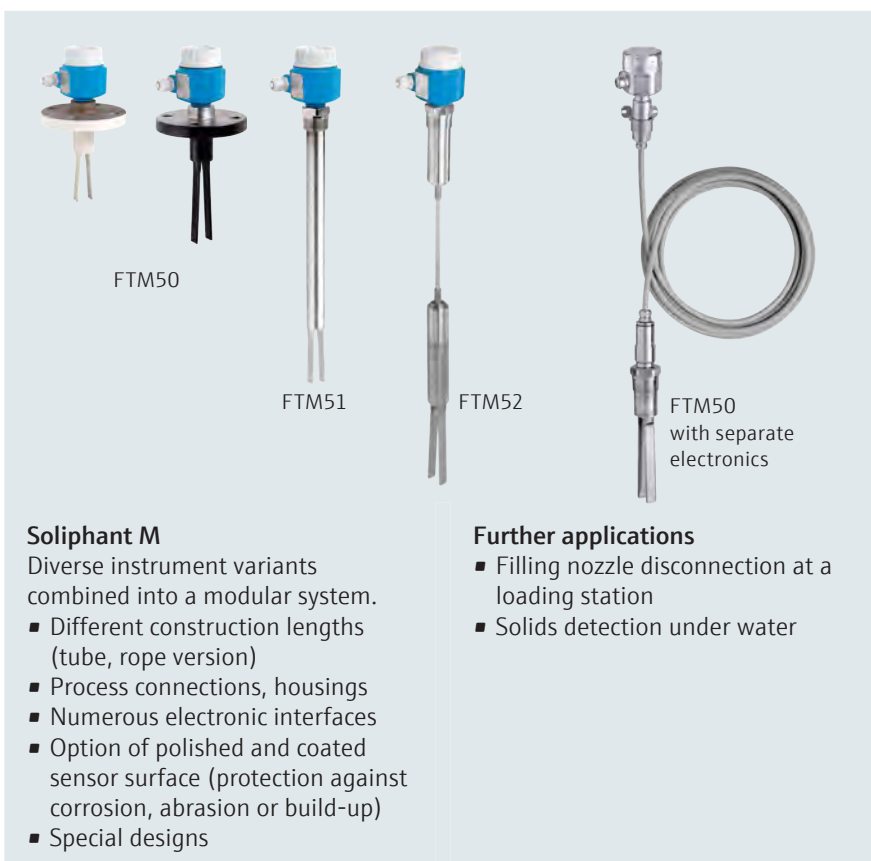 FTM50
FTM51
FTM52
FTM50
with separate
electronics
Soliphant M
Diverse instrument variants
combined into a modular system.
▪ Different construction lengths
(tube, rope version)
▪ Process connections, housings
▪ Numerous electronic interfaces
▪ Option of polished and coated
sensor surface (protection against
corrosion, abrasion or build-up)
▪ Special designs
Further applications
▪ Filling nozzle disconnection at a
loading station
▪ Solids detection under water